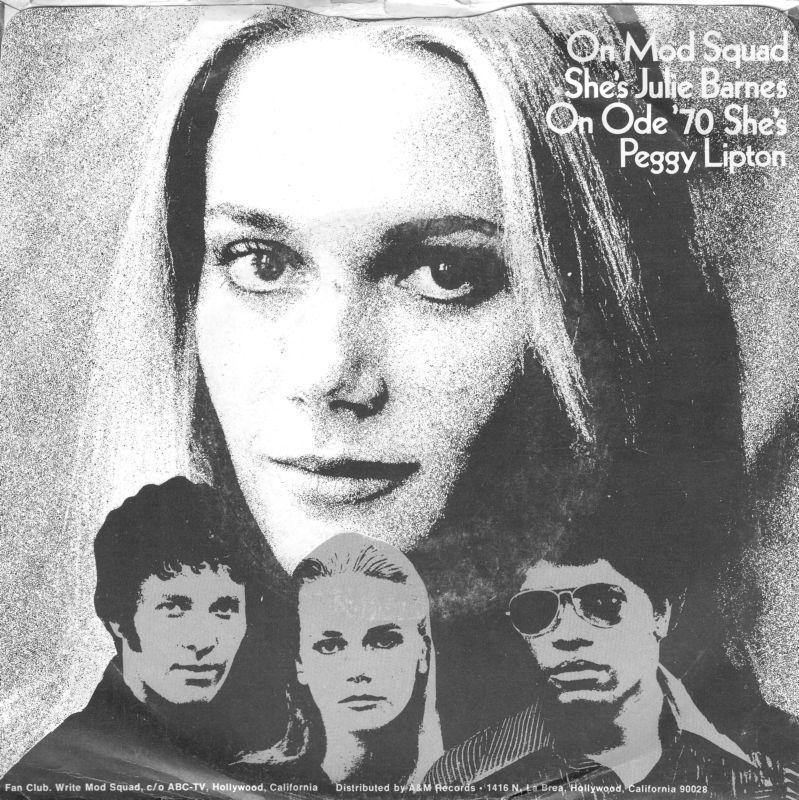 On Mod Squad
She's Julie Barnes
On Ode '70 She's
Peggy Lipton
Fan Club. Write Mod Squad, c/o ABC-TV, Hollywood, California Distributed by A&M Records • 1416 N. La Brea, Hollywood, California 90028